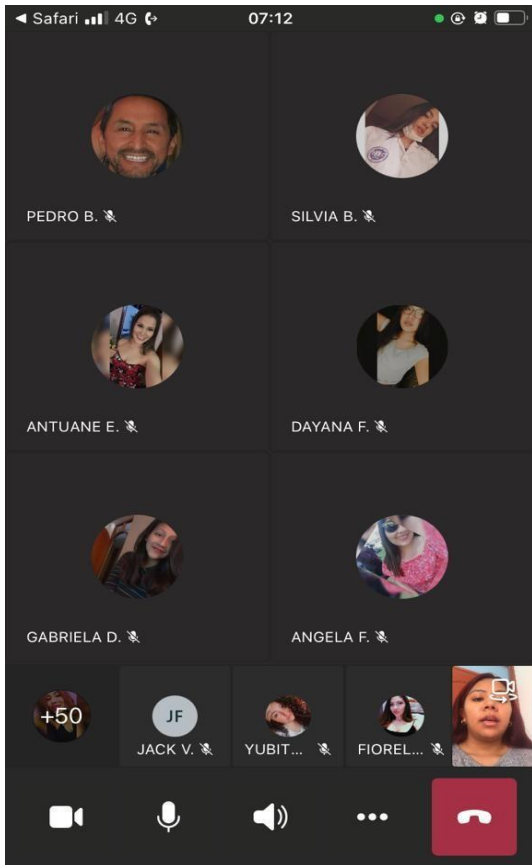 ◀ Safari 4G 07:12
PEDRO B. SILVIA B.
ANTUANE E. DAYANA F.
GABRIELA D. ANGELA F.
+50 JF
JACK V. YUBIT... FIOREL...